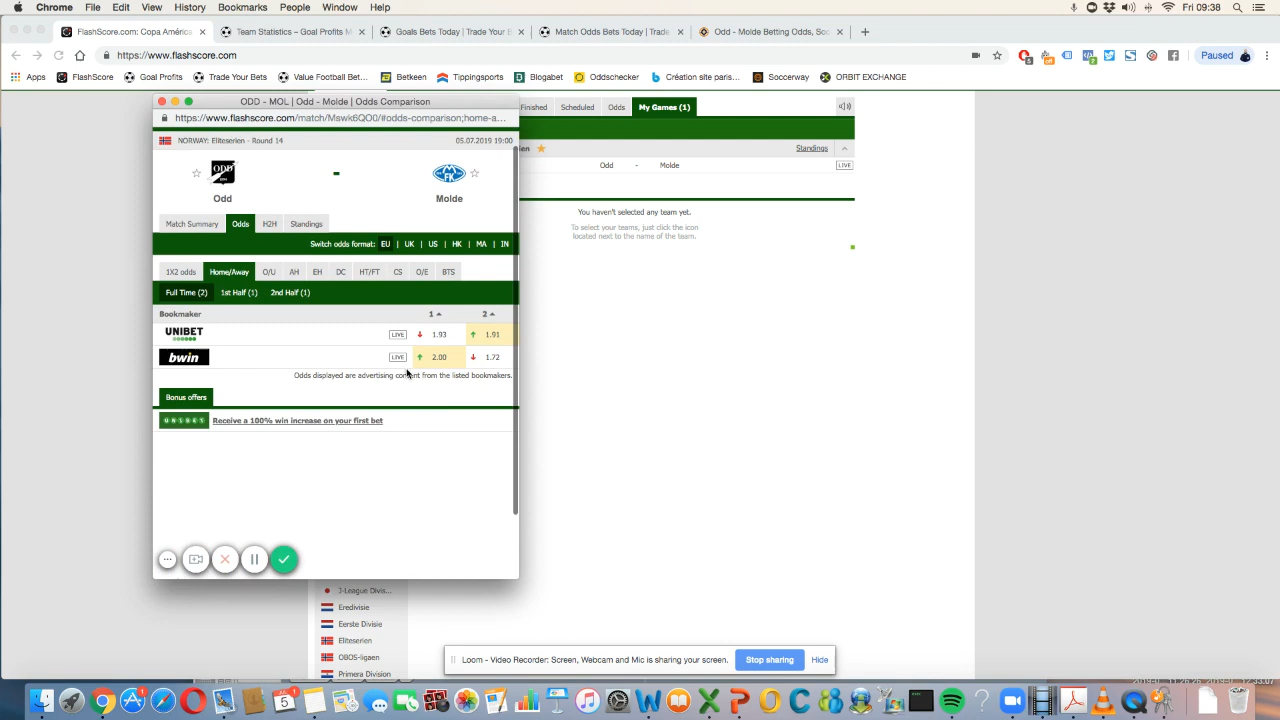 Chrome File Edit View History Bookmarks People Window Help Fri 09:38
FlashScore.com: Copa Améric Team Statistics – Goal Profits M Goals Bets Today | Trade Your B Match Odds Bets Today | Trade Odd - Molde Betting Odds, Soc
https://www.flashscore.com Paused
Apps FlashScore Goal Profits Trade Your Bets Value Football Bet... Betkeen Tippingsports Blogabet Oddschecker Création site paris... Soccerway ORBIT EXCHANGE
ODD - MOL | Odd - Molde | Odds Comparison
https://www.flashscore.com/match/Mswk6QO0/#odds-comparison;home-a...
Finished Scheduled Odds My Games (1)
NORWAY: Eliteserien - Round 14 05.07.2019 19:00
ien Standings
Odd - Molde LIVE
ODD
Odd - Molde
Match Summary Odds H2H Standings
You haven't selected any team yet.
To select your teams, just click the icon
located next to the name of the team.
Switch odds format: EU | UK | US | HK | MA | IN
1X2 odds Home/Away O/U AH EH DC HT/FT CS O/E BTS
Full Time (2) 1st Half (1) 2nd Half (1)
Bookmaker 1 2
UNIBET LIVE 1.93 1.91
bwin LIVE 2.00 1.72
Odds displayed are advertising content from the listed bookmakers.
Bonus offers
UNIBET Receive a 100% win increase on your first bet
J-League Divis...
Eredivisie
Eerste Divisie
Eliteserien
OBOS-ligaen
Primera Division
Loom - Video Recorder: Screen, Webcam and Mic is sharing your screen. Stop sharing Hide